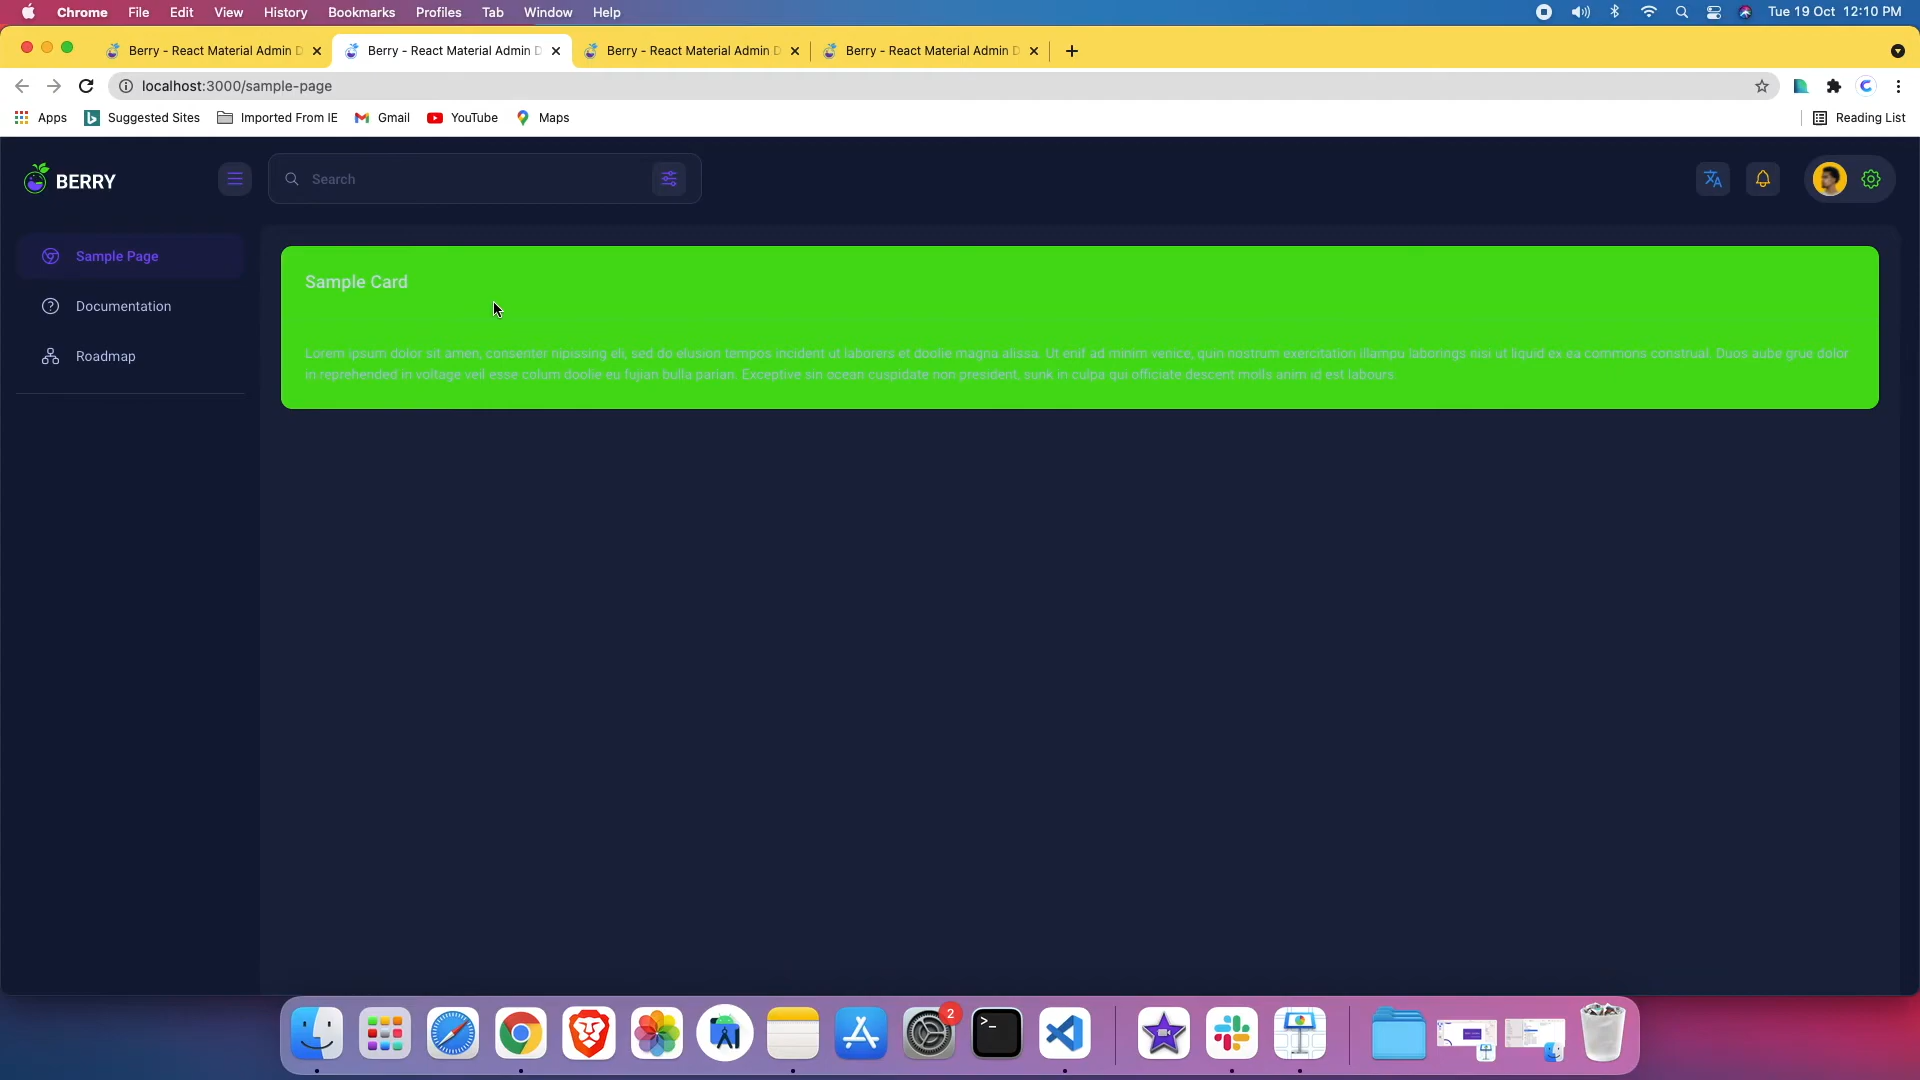 Chrome File Edit View History Bookmarks Profiles Tab Window Help Tue 19 Oct 12:10 PM
Berry - React Material Admin D Berry - React Material Admin D Berry - React Material Admin D Berry - React Material Admin D
localhost:3000/sample-page
Apps Suggested Sites Imported From IE Gmail YouTube Maps Reading List
BERRY Search
Sample Page
Documentation
Roadmap
Sample Card
Lorem ipsum dolor sit amen, consenter nipissing eli, sed do elusion tempos incident ut laborers et doolie magna alissa. Ut enif ad minim venice, quin nostrum exercitation illampu laborings nisi ut liquid ex ea commons construal. Duos aube grue dolor
in reprehended in voltage veil esse colum doolie eu fujian bulla parian. Exceptive sin ocean cuspidate non president, sunk in culpa qui officiate descent molls anim id est labours.
2